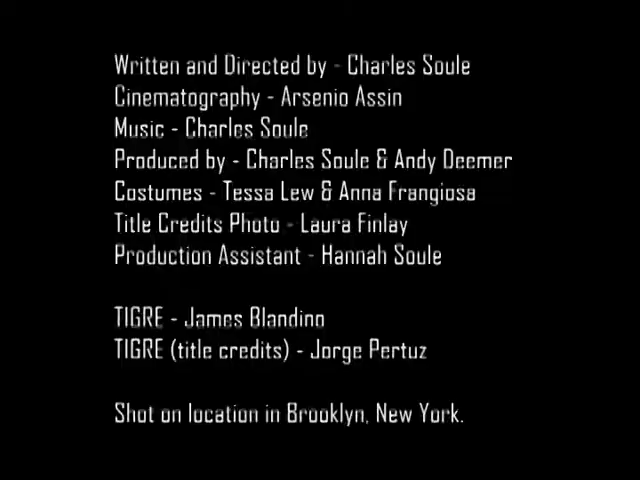 Written and Directed by - Charles Soule
Cinematography - Arsenio Assin
Music - Charles Soule
Produced by - Charles Soule & Andy Deemer
Costumes - Tessa Lew & Anna Frangiosa
Title Credits Photo - Laura Finlay
Production Assistant - Hannah Soule
TIGRE - James Blandino
TIGRE (title credits) - Jorge Pertuz
Shot on location in Brooklyn, New York.